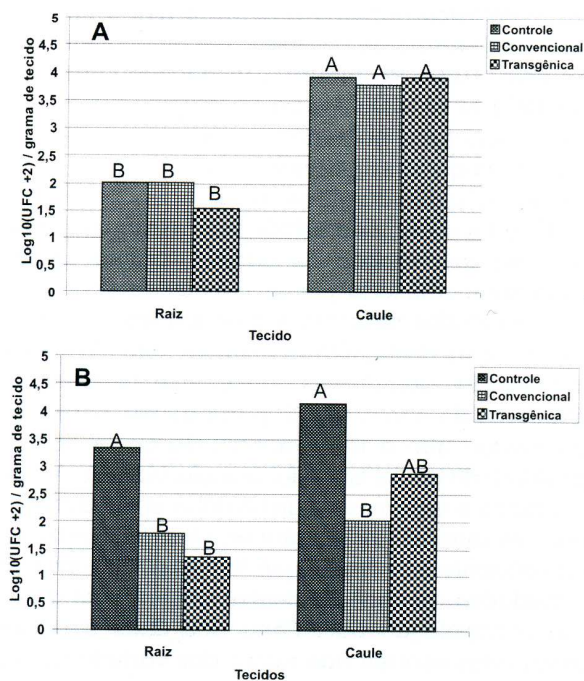 A
5
4,5
4
3,5
3
2,5
2
1,5
1
0,5
0
Log10(UFC +2) / grama de tecido
B B B
A A A
Raiz Caule
Tecido
Controle
Convencional
Transgênica
B
5
4,5
4
3,5
3
2,5
2
1,5
1
0,5
0
Log10(UFC +2) / grama de tecido
A B B
A B AB
Raiz Caule
Tecidos
Controle
Convencional
Transgênica